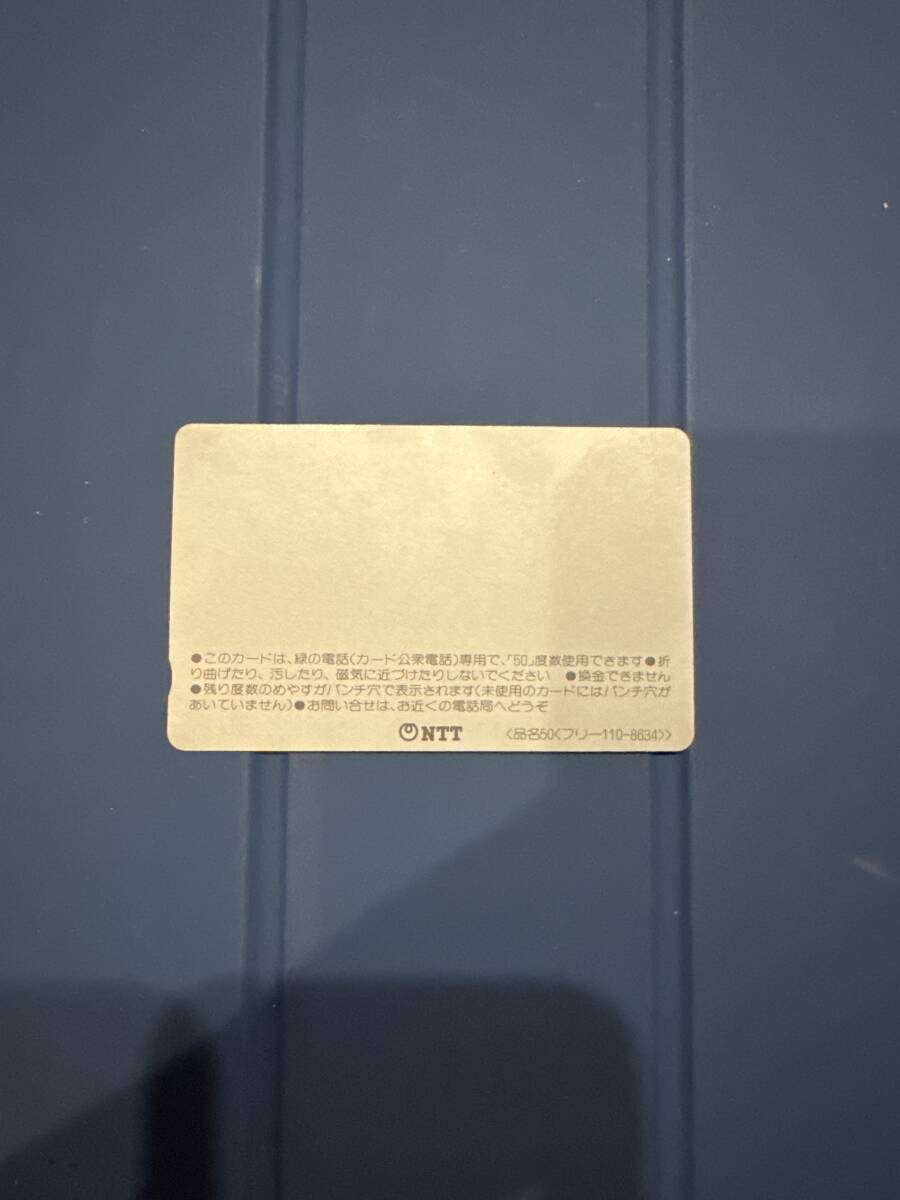 ●このカードは、緑の電話(カード公衆電話)専用で、「50」度数使用できます●折
り曲げたり、汚したり、磁気に近づけたりしないでください ●換金できません
●残り度数のめやすがパンチ穴で表示されます(未使用のカードにはパンチ穴が
あいていません)●お問い合せは、お近くの電話局へどうぞ
NTT 〈品名50〈フリー110-8634〉〉